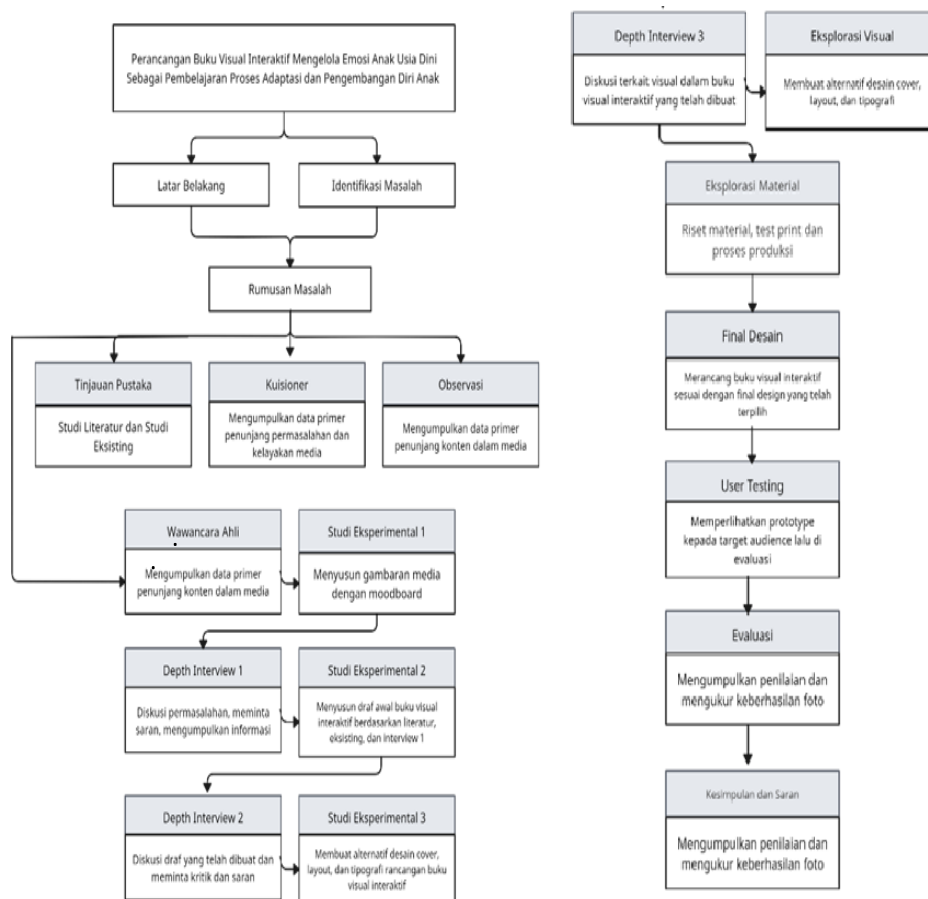 Perancangan Buku Visual Interaktif Mengelola Emosi Anak Usia Dini
Sebagai Pembelajaran Proses Adaptasi dan Pengembangan Diri Anak
Latar Belakang
Identifikasi Masalah
Rumusan Masalah
Tinjauan Pustaka
Studi Literatur dan Studi
Eksisting
Kuisioner
Mengumpulkan data primer
penunjang permasalahan dan
kelayakan media
Observasi
Mengumpulkan data primer
penunjang konten dalam media
Wawancara Ahli
Mengumpulkan data primer
penunjang konten dalam media
Studi Eksperimental 1
Menyusun gambaran media
dengan moodboard
Depth Interview 1
Diskusi permasalahan, meminta
saran, mengumpulkan informasi
Studi Eksperimental 2
Menyusun draf awal buku visual
interaktif berdasarkan literatur,
eksisting, dan interview 1
Depth Interview 2
Diskusi draf yang telah dibuat dan
meminta kritik dan saran
Studi Eksperimental 3
Membuat alternatif desain cover,
layout, dan tipografi rancangan buku
visual interaktif
Depth Interview 3
Diskusi terkait visual dalam buku
visual interaktif yang telah dibuat
Eksplorasi Visual
Membuat alternatif desain cover,
layout, dan tipografi
Eksplorasi Material
Riset material, test print dan
proses produksi
Final Desain
Merancang buku visual interaktif
sesuai dengan final design yang telah
terpilih
User Testing
Memperlihatkan prototype
kepada target audience lalu di
evaluasi
Evaluasi
Mengumpulkan penilaian dan
mengukur keberhasilan foto
Kesimpulan dan Saran
Mengumpulkan penilaian dan
mengukur keberhasilan foto